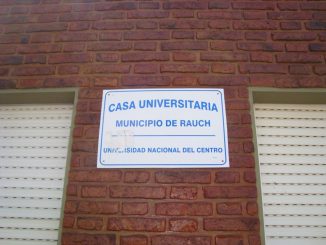 CASA UNIVERSITARIA
MUNICIPIO DE RAUCH
UNIVERSIDAD NACIONAL DEL CENTRO